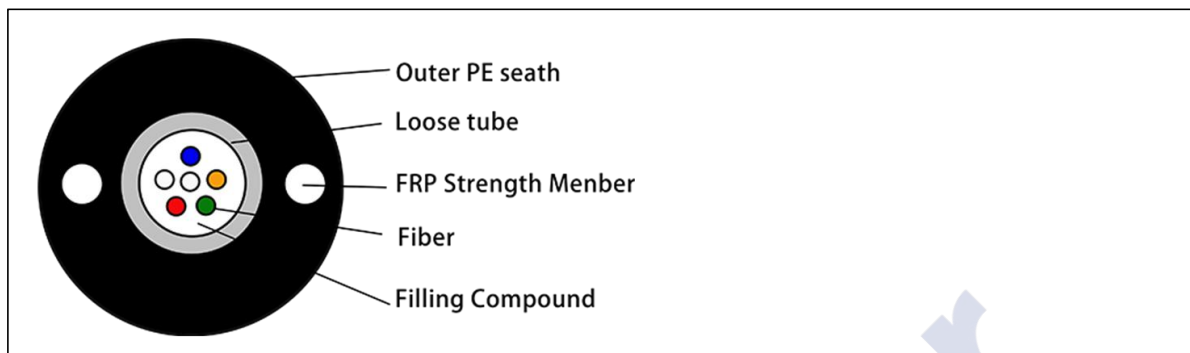 Outer PE seath
Loose tube
FRP Strength Menber
Fiber
Filling Compound